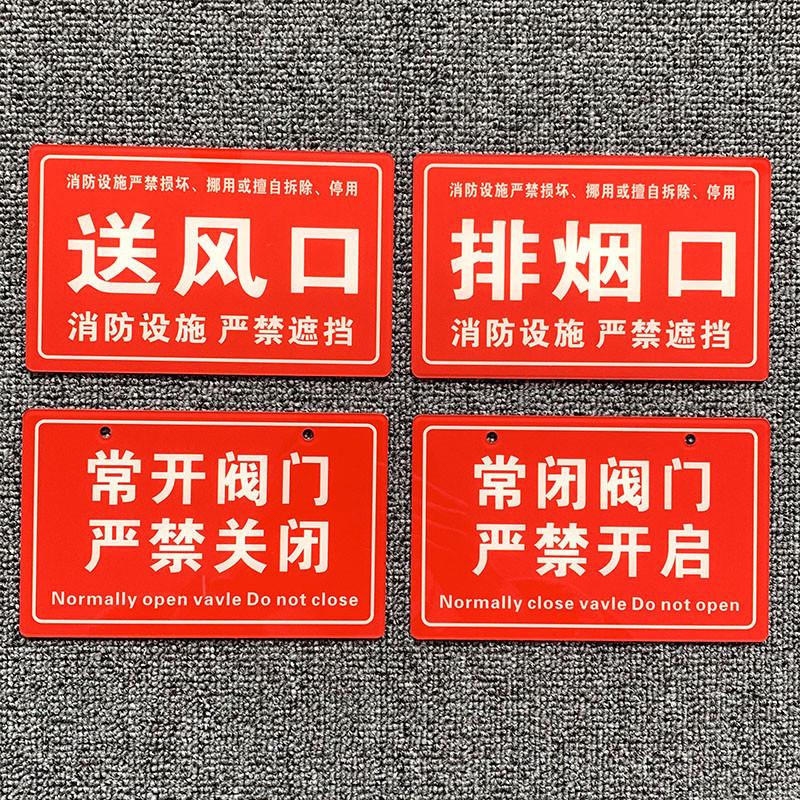 消防设施严禁损坏、挪用或擅自拆除、停用
送风口
消防设施 严禁遮挡
消防设施严禁损坏、挪用或擅自拆除、停用
排烟口
消防设施 严禁遮挡
常开阀门
严禁关闭
Normally open vavle Do not close
常闭阀门
严禁开启
Normally close vavle Do not open